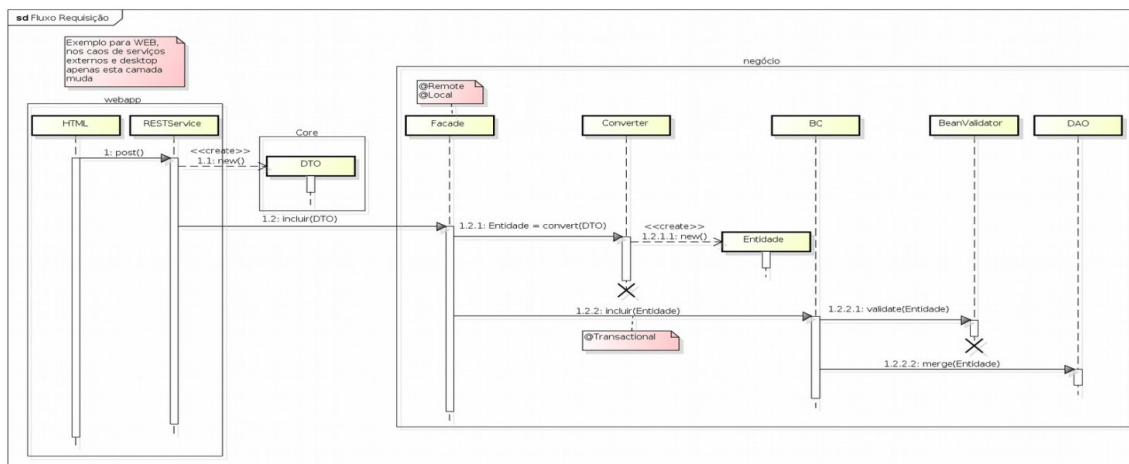 sd Fluxo Requisição
Exemplo para WEB,
nos caos de serviços
externos e desktop
apenas esta camada
muda
negócio
@Remote
@Local
webapp
HTML
RESTService
Core
Facade
Converter
BC
BeanValidator
DAO
1: post()
<<create>>
1.1: new()
DTO
1.2: incluir(DTO)
1.2.1: Entidade = convert(DTO)
<<create>>
1.2.1.1: new()
Entidade
1.2.2: incluir(Entidade)
1.2.2.1: validate(Entidade)
@Transactional
1.2.2.2: merge(Entidade)